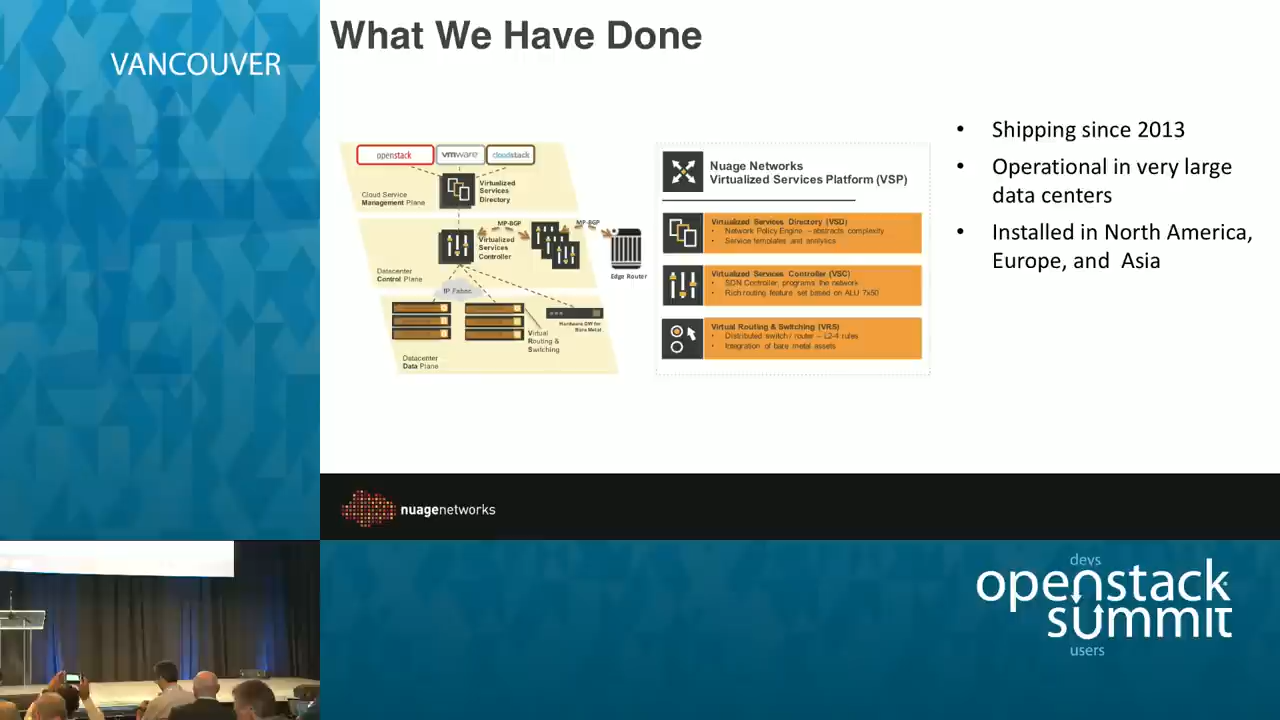 VANCOUVER
What We Have Done
openstack
vmware
cloudstack
Cloud Service
Management Plane
Virtualized
Services
Directory
MP-BGP
MP-BGP
Virtualized
Services
Controller
Edge Router
Datacenter
Control Plane
IP Fabric
Hardware GW for
Bare Metal
Virtual
Routing &
Switching
Datacenter
Data Plane
Nuage Networks
Virtualized Services Platform (VSP)
Virtualized Services Directory (VSD)
• Network Policy Engine – abstracts complexity
• Service templates and analytics
Virtualized Services Controller (VSC)
• SDN Controller, programs the network
• Rich routing feature set based on ALU 7x50
Virtual Routing & Switching (VRS)
• Distributed switch / router – L2-4 rules
• Integration of bare metal assets
• Shipping since 2013
• Operational in very large
data centers
• Installed in North America,
Europe, and Asia
nuagenetworks
devs
openstack
summit
users